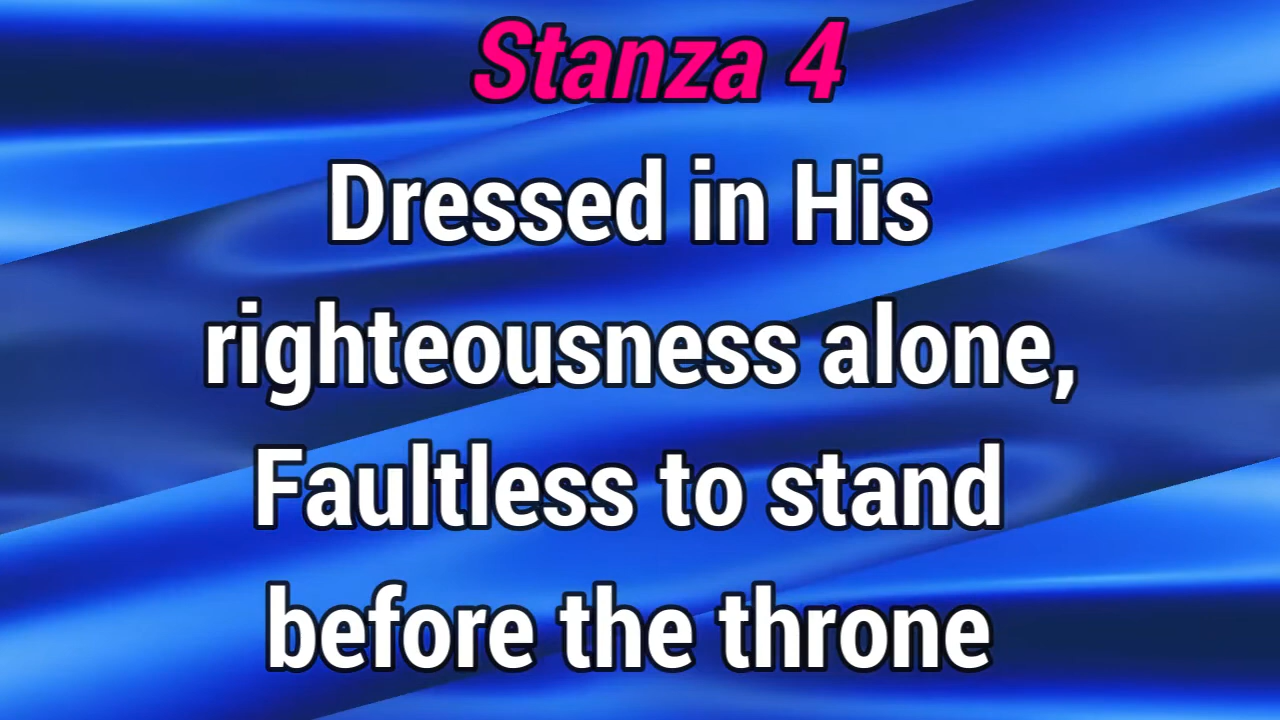 Stanza 4
Dressed in His
righteousness alone,
Faultless to stand
before the throne